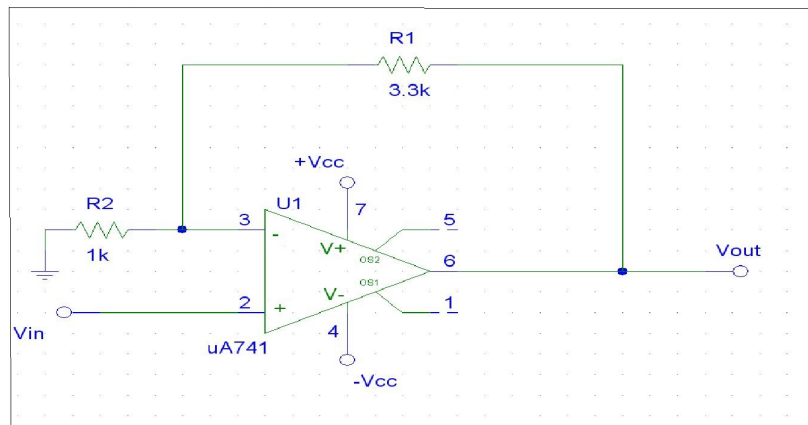 R1
3.3k
+Vcc
U1
7
R2
3
-
5
1k
V+
OS2
6
Vout
OS1
V-
2
+
1
Vin
4
uA741
-Vcc